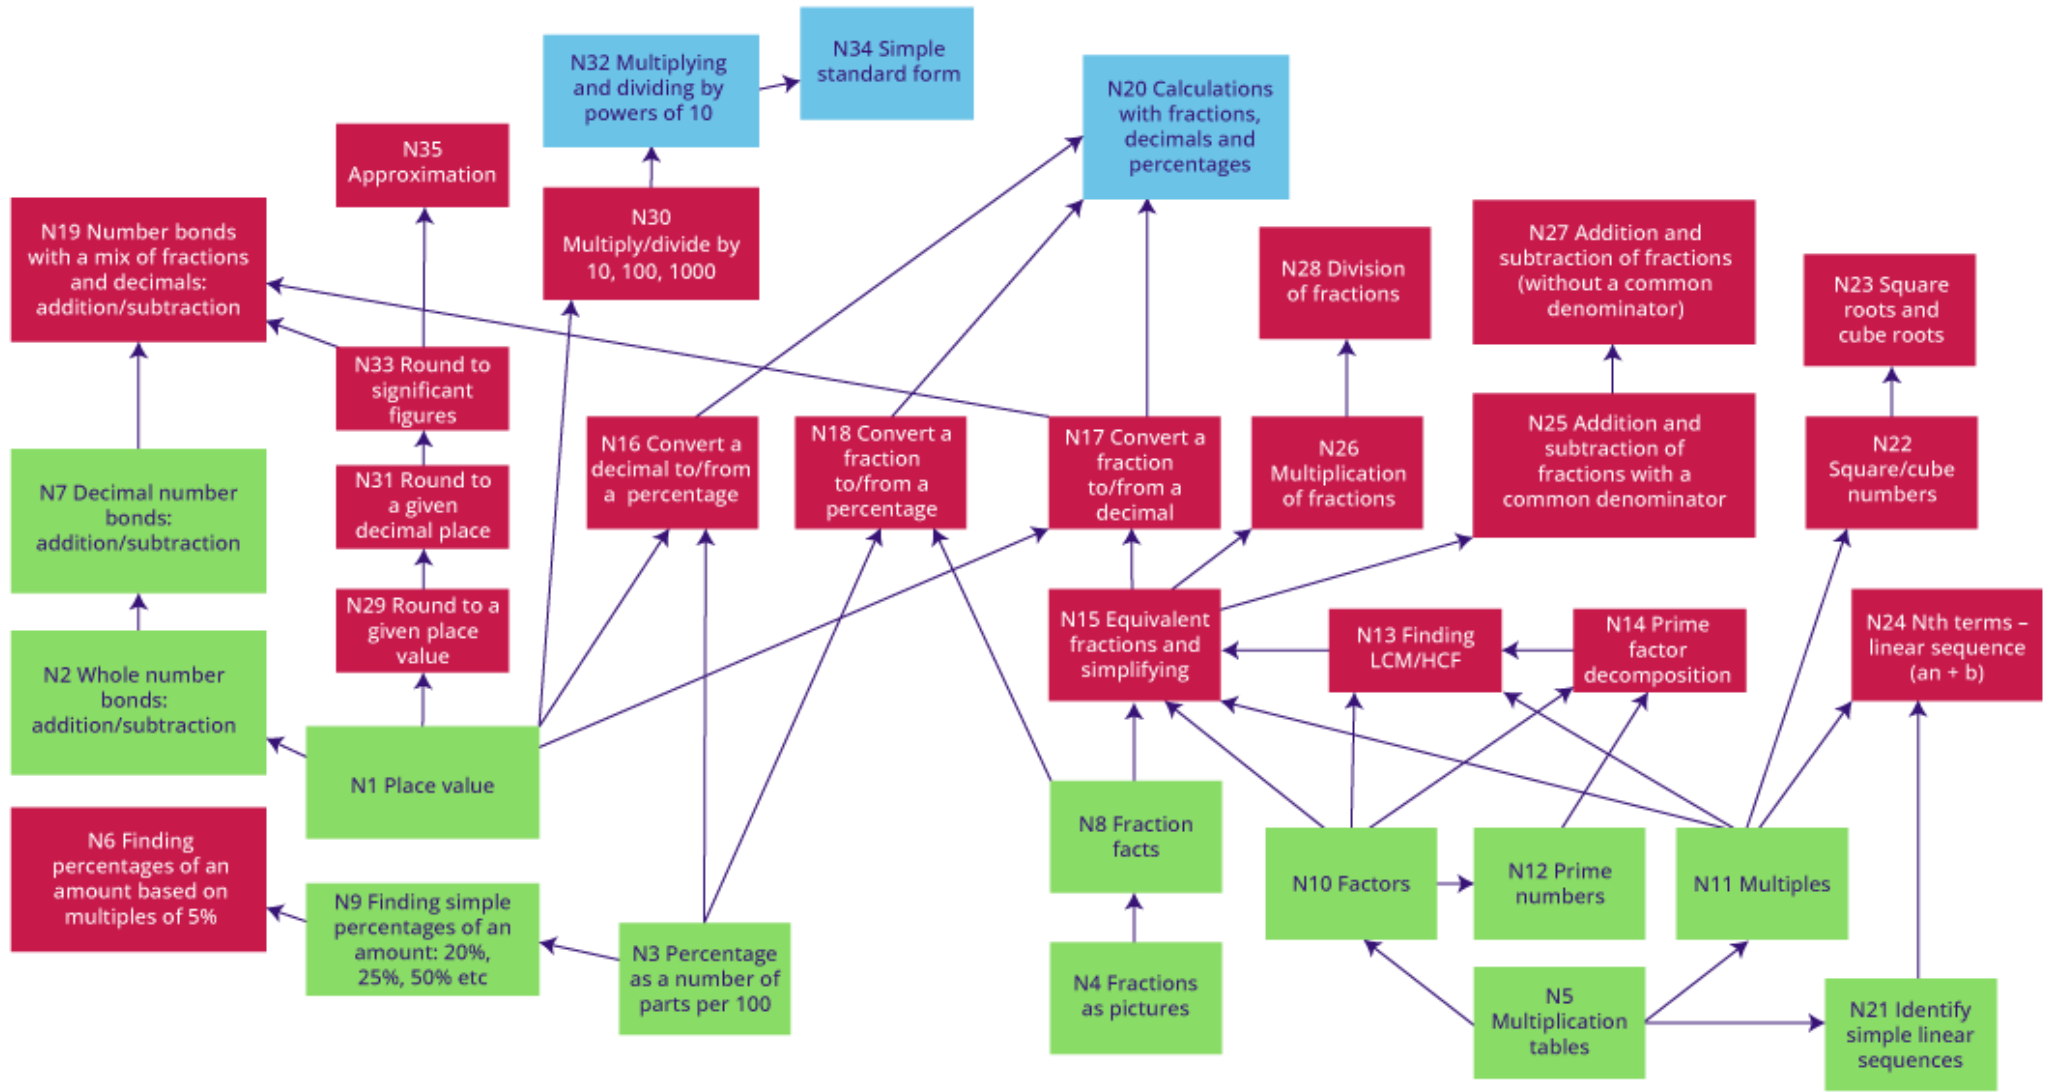 N34 Simple
standard form
N32 Multiplying
and dividing by
powers of 10
N20 Calculations
with fractions,
decimals and
percentages
N35
Approximation
N19 Number bonds
with a mix of fractions
and decimals:
addition/subtraction
N30
Multiply/divide by
10, 100, 1000
N28 Division
of fractions
N27 Addition and
subtraction of fractions
(without a common
denominator)
N23 Square
roots and
cube roots
N33 Round to
significant
figures
N16 Convert a
decimal to/from
a percentage
N18 Convert a
fraction
to/from a
percentage
N17 Convert a
fraction
to/from a
decimal
N26
Multiplication
of fractions
N25 Addition and
subtraction of
fractions with a
common denominator
N22
Square/cube
numbers
N7 Decimal number
bonds:
addition/subtraction
N31 Round to
a given
decimal place
N29 Round to a
given place
value
N15 Equivalent
fractions and
simplifying
N13 Finding
LCM/HCF
N14 Prime
factor
decomposition
N24 Nth terms –
linear sequence
(an + b)
N2 Whole number
bonds:
addition/subtraction
N1 Place value
N6 Finding
percentages of an
amount based on
multiples of 5%
N9 Finding simple
percentages of an
amount: 20%,
25%, 50% etc
N3 Percentage
as a number of
parts per 100
N8 Fraction
facts
N10 Factors
N12 Prime
numbers
N11 Multiples
N4 Fractions
as pictures
N5
Multiplication
tables
N21 Identify
simple linear
sequences